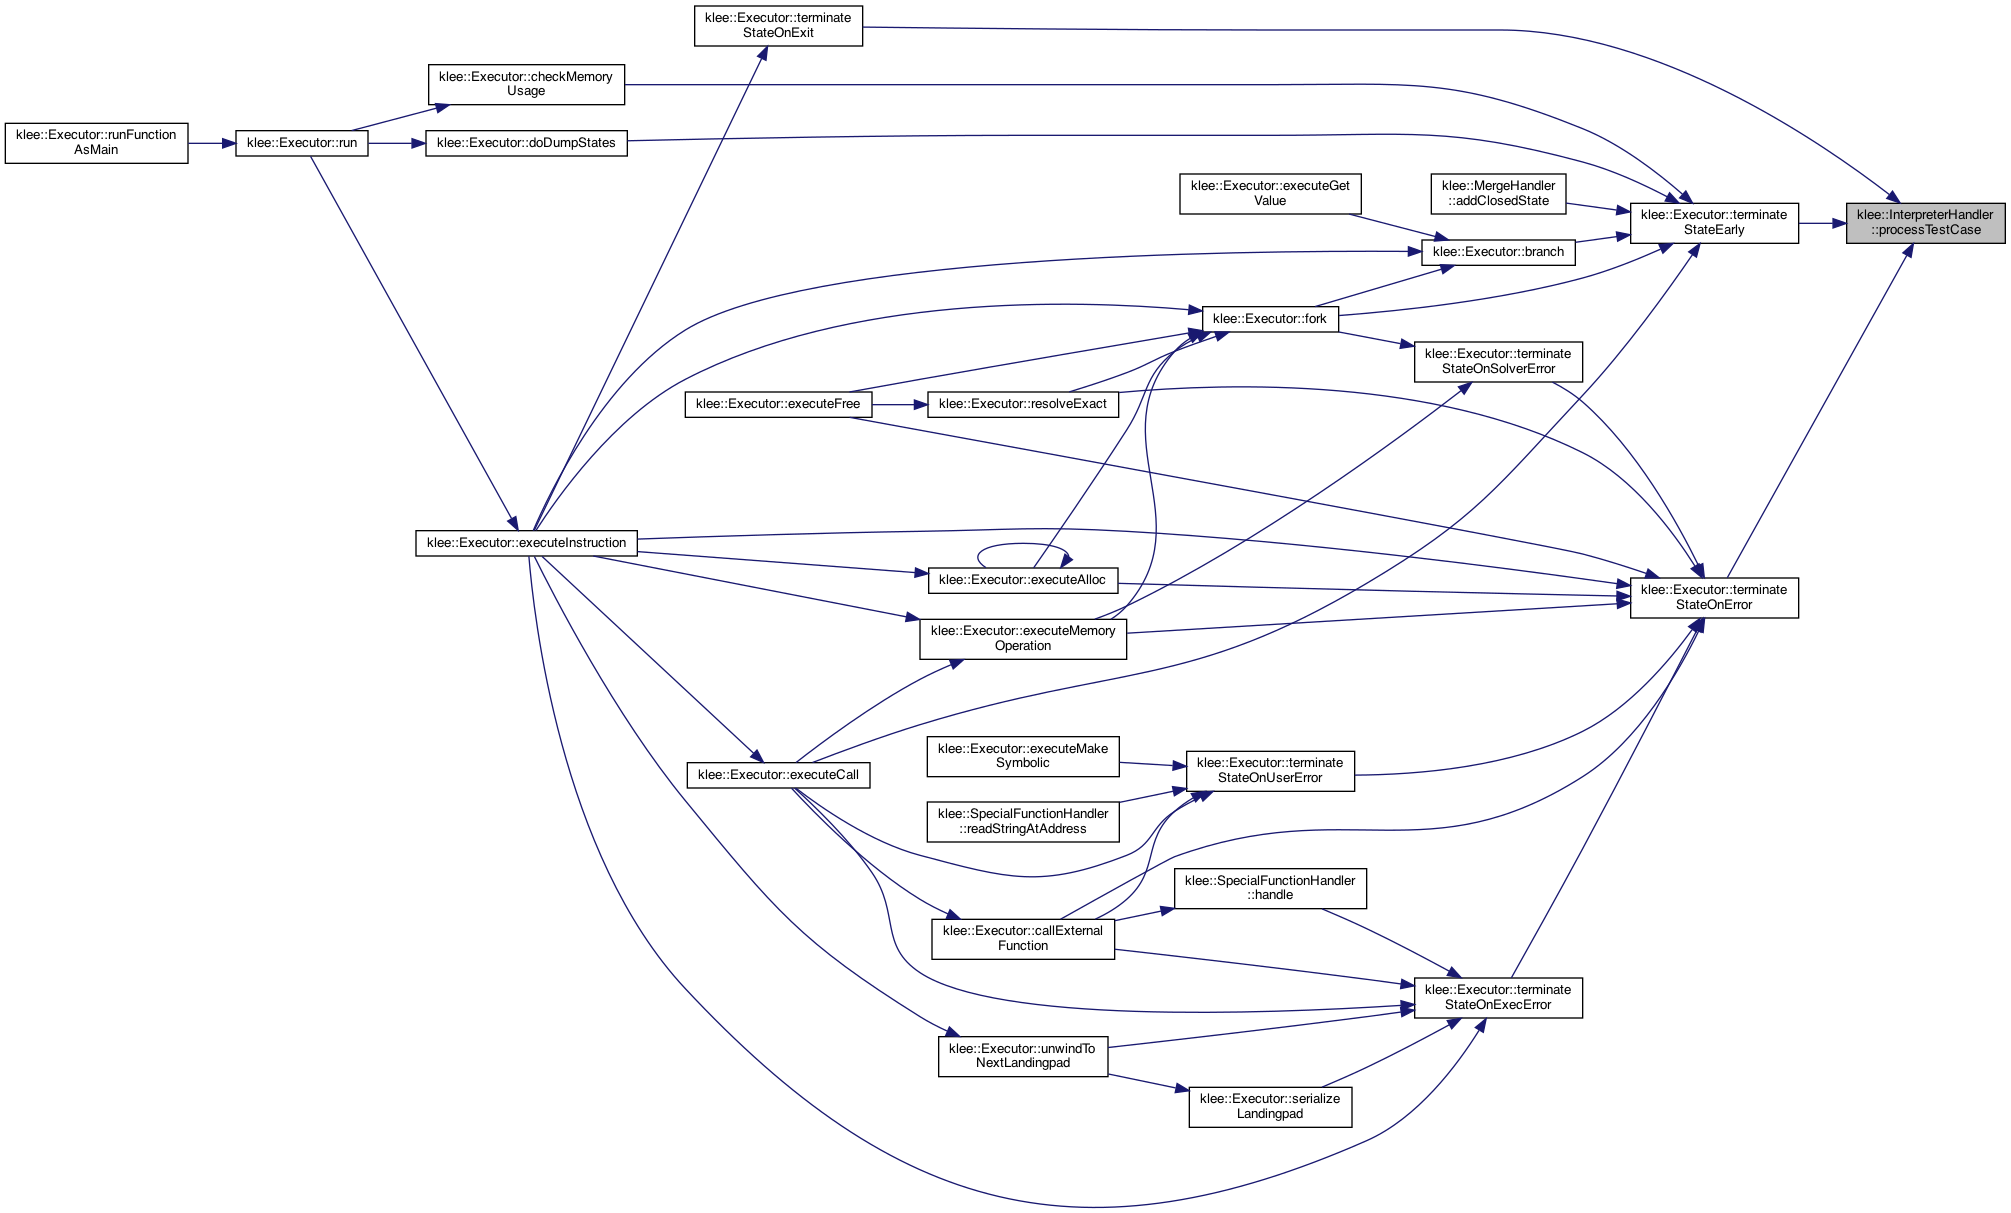 klee::Executor::terminate
StateOnExit
klee::Executor::checkMemory
Usage
klee::Executor::runFunction
AsMain
klee::Executor::run
klee::Executor::doDumpStates
klee::Executor::executeGet
Value
klee::MergeHandler
::addClosedState
klee::Executor::terminate
StateEarly
klee::InterpreterHandler
::processTestCase
klee::Executor::branch
klee::Executor::fork
klee::Executor::terminate
StateOnSolverError
klee::Executor::executeFree
klee::Executor::resolveExact
klee::Executor::executeInstruction
klee::Executor::executeAlloc
klee::Executor::terminate
StateOnError
klee::Executor::executeMemory
Operation
klee::Executor::executeCall
klee::Executor::executeMake
Symbolic
klee::Executor::terminate
StateOnUserError
klee::SpecialFunctionHandler
::readStringAtAddress
klee::SpecialFunctionHandler
::handle
klee::Executor::callExternal
Function
klee::Executor::terminate
StateOnExecError
klee::Executor::unwindTo
NextLandingpad
klee::Executor::serialize
Landingpad